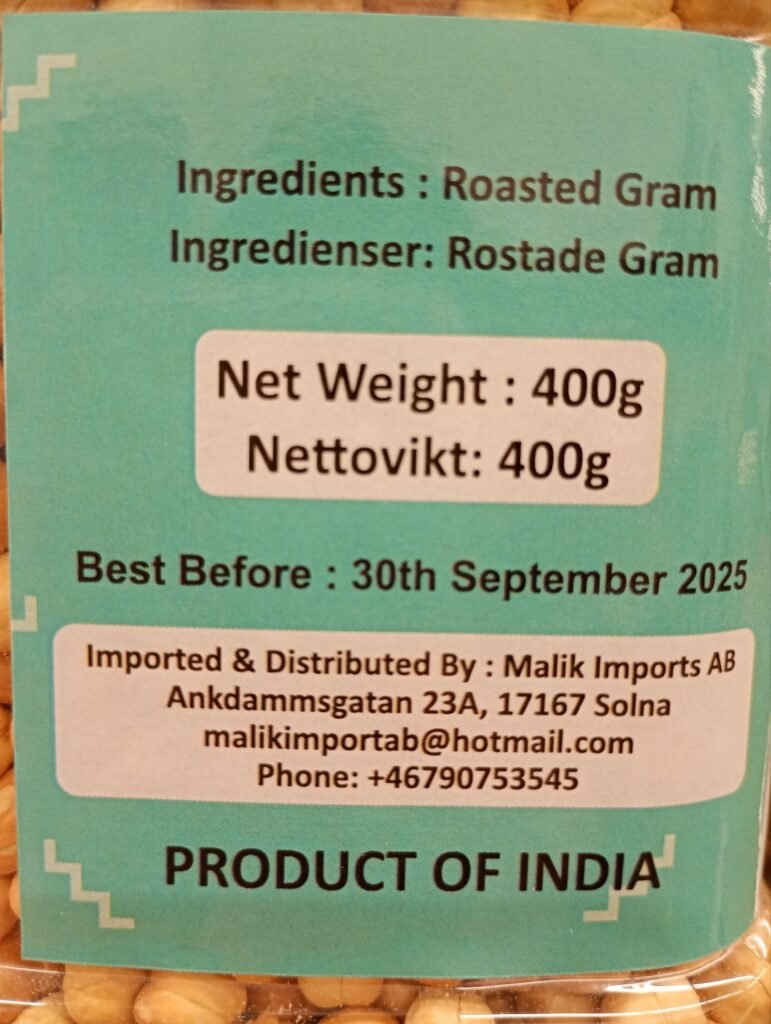 Ingredients : Roasted Gram
Ingredienser: Rostade Gram
Net Weight : 400g
Nettovikt: 400g
Best Before : 30th September 2025
Imported & Distributed By : Malik Imports AB
Ankdammsgatan 23A, 17167 Solna
malikimportab@hotmail.com
Phone: +46790753545
PRODUCT OF INDIA